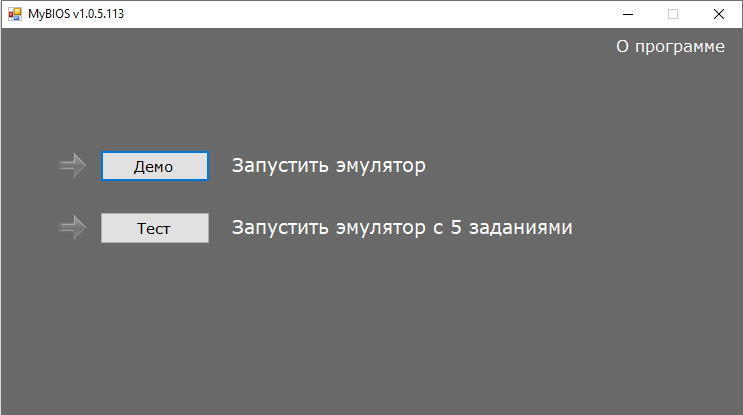 MyBIOS v1.0.5.113
О программе
Демо Запустить эмулятор
Тест Запустить эмулятор с 5 заданиями